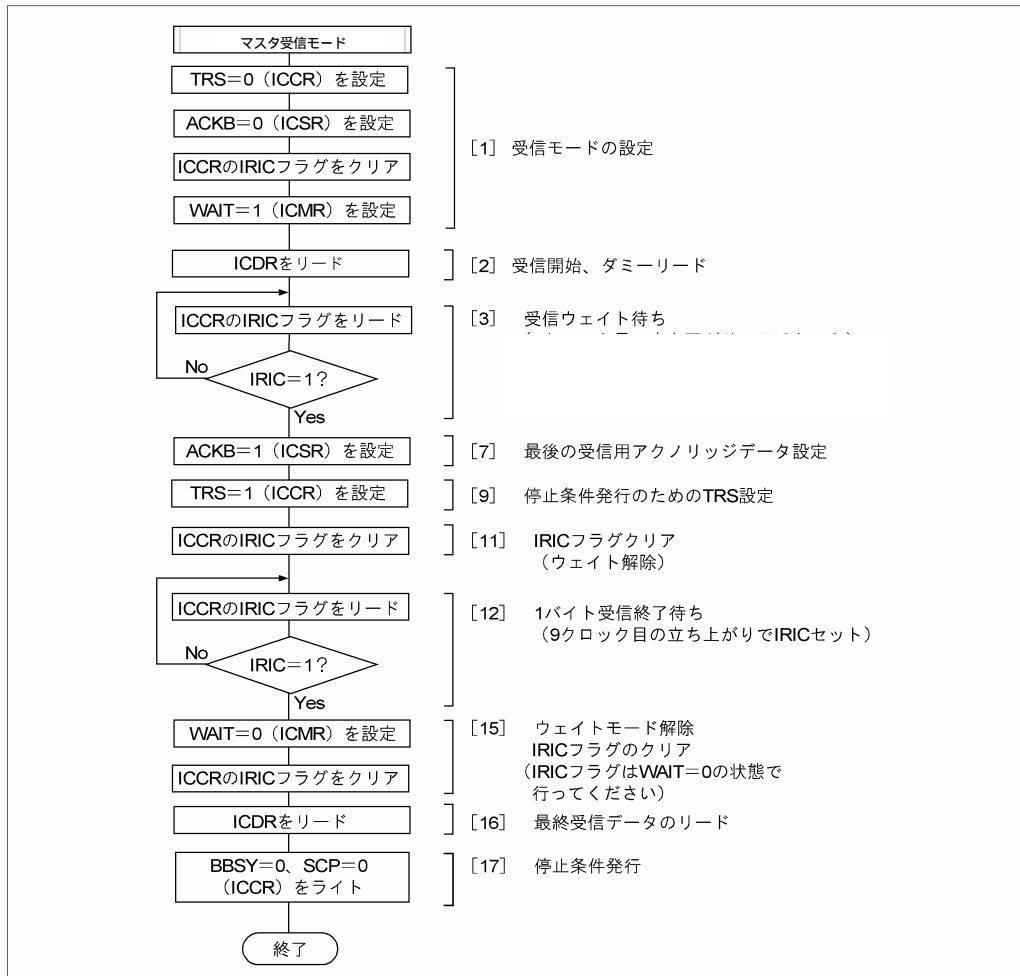 マスタ受信モード
TRS=0（ICCR）を設定
ACKB=0（ICSR）を設定
ICCRのIRICフラグをクリア
WAIT=1（ICMR）を設定
[1] 受信モードの設定
ICDRをリード
[2] 受信開始、ダミーリード
ICCRのIRICフラグをリード
[3] 受信ウェイト待ち
No
IRIC=1？
Yes
ACKB=1（ICSR）を設定
[7] 最後の受信用アクノリッジデータ設定
TRS=1（ICCR）を設定
[9] 停止条件発行のためのTRS設定
ICCRのIRICフラグをクリア
[11] IRICフラグクリア
（ウェイト解除）
ICCRのIRICフラグをリード
[12] 1バイト受信終了待ち
（9クロック目の立ち上がりでIRICセット）
No
IRIC=1？
Yes
WAIT=0（ICMR）を設定
ICCRのIRICフラグをクリア
[15] ウェイトモード解除
IRICフラグのクリア
（IRICフラグはWAIT=0の状態で
行ってください）
ICDRをリード
[16] 最終受信データのリード
BBSY=0、SCP=0
（ICCR）をライト
[17] 停止条件発行
終了